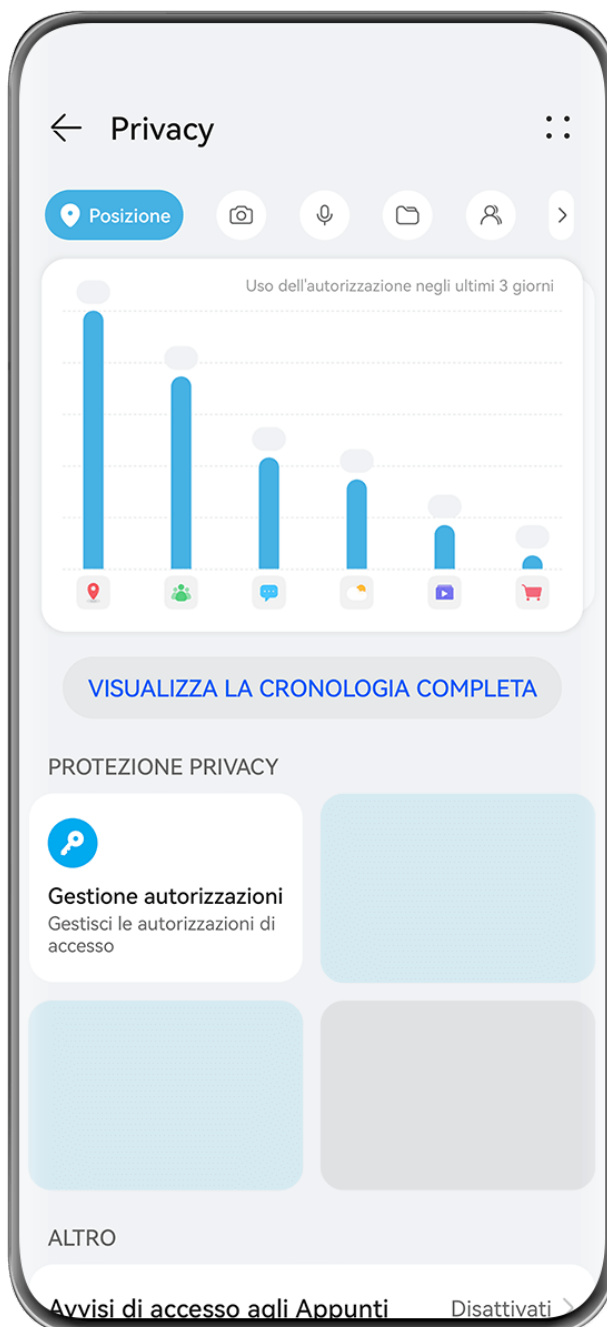 Privacy
Posizione
Uso dell'autorizzazione negli ultimi 3 giorni
VISUALIZZA LA CRONOLOGIA COMPLETA
PROTEZIONE PRIVACY
Gestione autorizzazioni
Gestisci le autorizzazioni di
accesso
ALTRO
Avvisi di accesso agli Appunti Disattivati